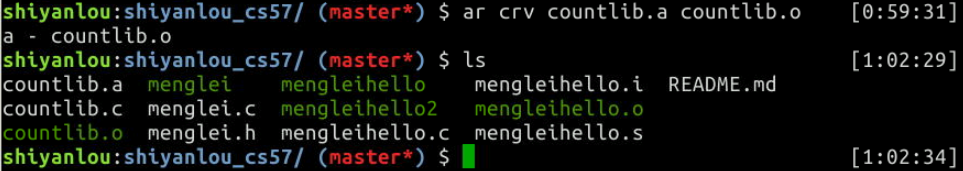 shiyanlou:shiyanlou_cs57/ (master*) $ ar crv countlib.a countlib.o [0:59:31]
a - countlib.o
shiyanlou:shiyanlou_cs57/ (master*) $ ls [1:02:29]
countlib.a menglei mengleihello mengleihello.i README.md
countlib.c menglei.c mengleihello2 mengleihello.o
countlib.o menglei.h mengleihello.c mengleihello.s
shiyanlou:shiyanlou_cs57/ (master*) $ [1:02:34]